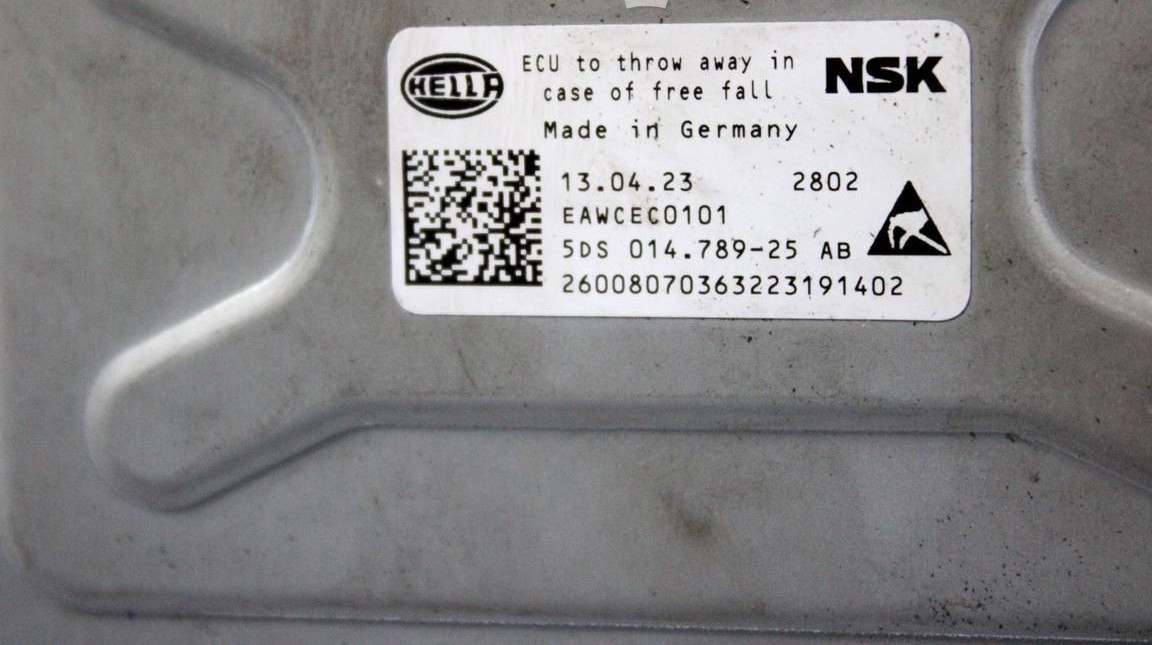 HELLA
ECU to throw away in
case of free fall
NSK
Made in Germany
13.04.23 2802
EAWCEC0101
5DS 014.789-25 AB
26008070363223191402